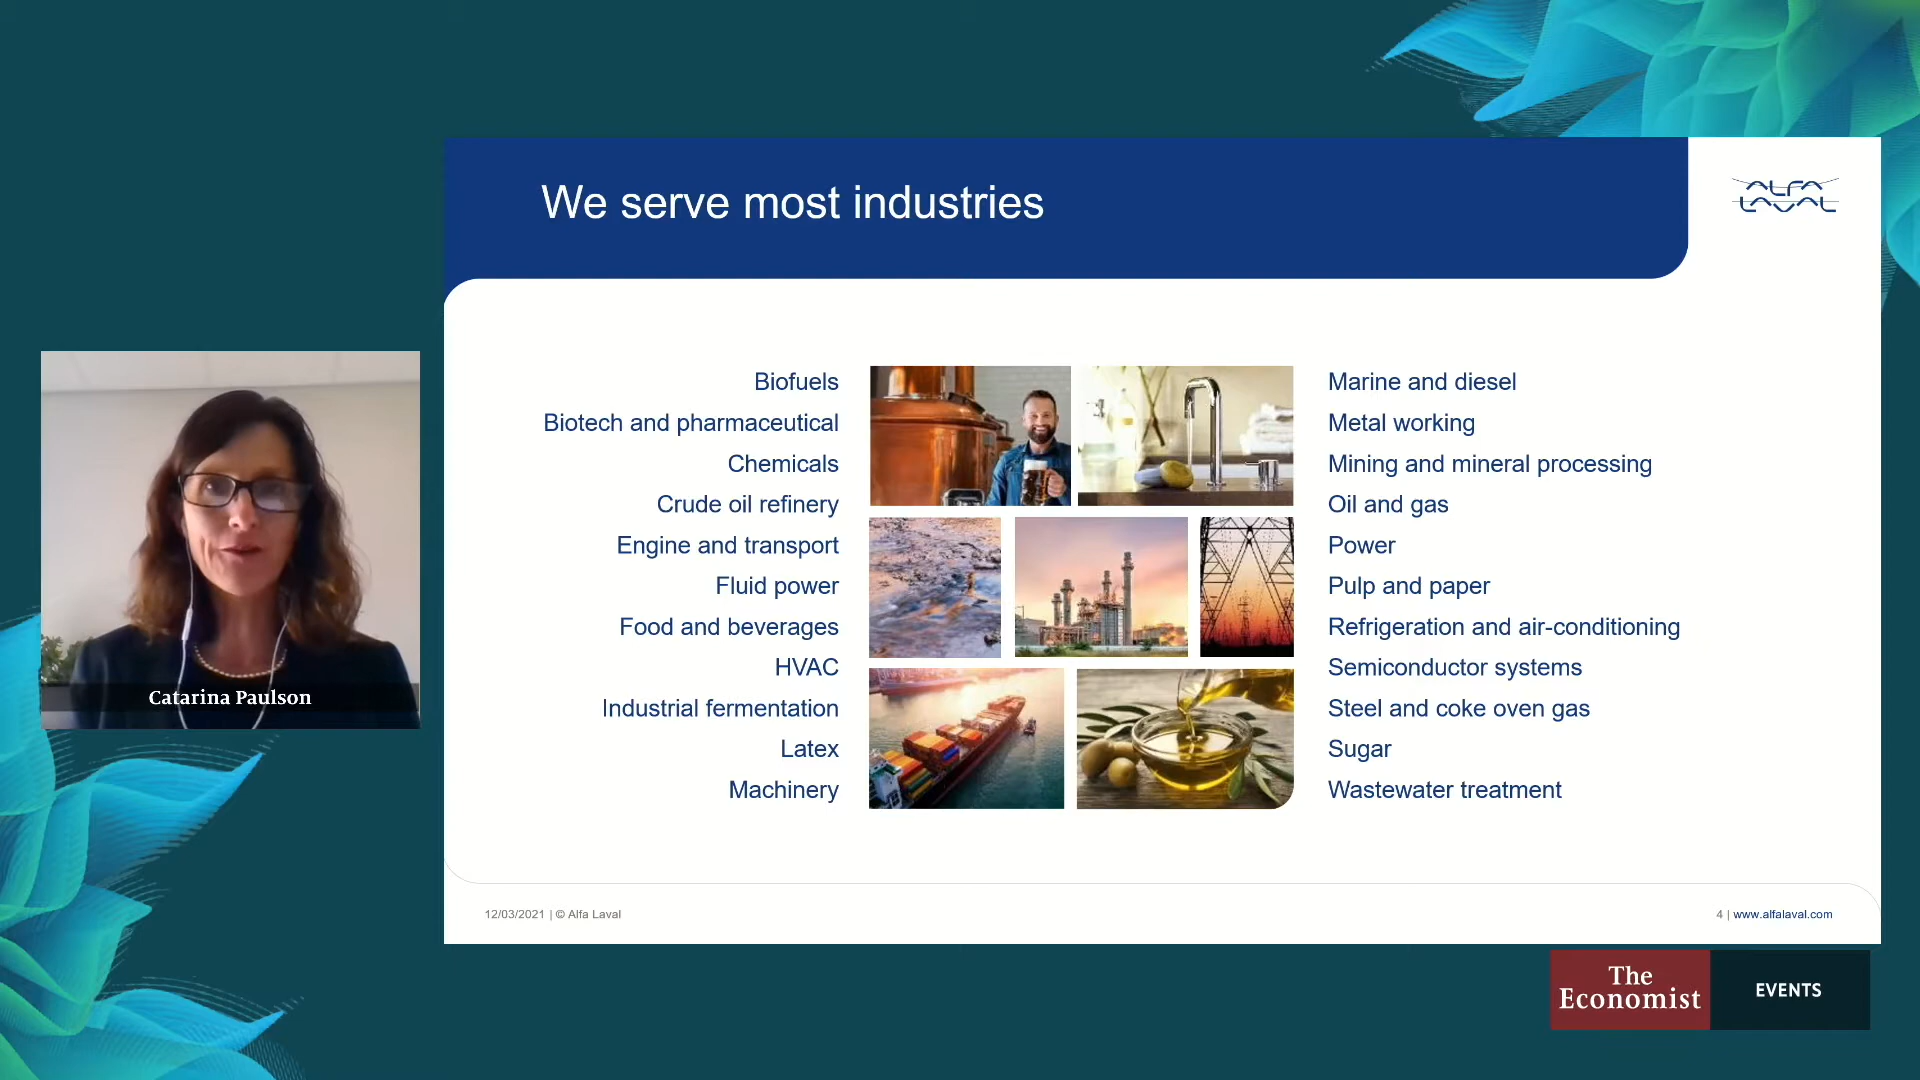 We serve most industries
ALFA
LAVAL
Biofuels
Biotech and pharmaceutical
Chemicals
Crude oil refinery
Engine and transport
Fluid power
Food and beverages
HVAC
Industrial fermentation
Latex
Machinery
Marine and diesel
Metal working
Mining and mineral processing
Oil and gas
Power
Pulp and paper
Refrigeration and air-conditioning
Semiconductor systems
Steel and coke oven gas
Sugar
Wastewater treatment
Catarina Paulson
12/03/2021 | © Alfa Laval
4 | www.alfalaval.com
The
Economist
EVENTS